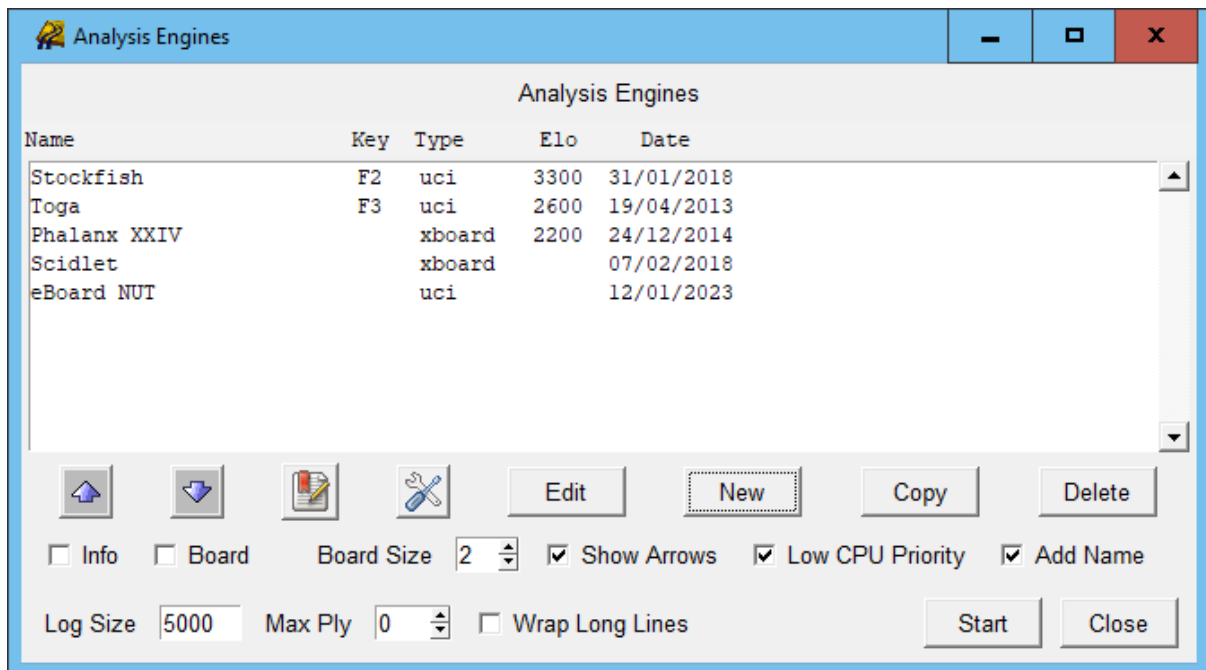 Analysis Engines
Analysis Engines
Name Key Type Elo Date
Stockfish F2 uci 3300 31/01/2018
Toga F3 uci 2600 19/04/2013
Phalanx XXIV xboard 2200 24/12/2014
Scidlet xboard 07/02/2018
eBoard NUT uci 12/01/2023
Edit New Copy Delete
Info Board Board Size 2 Show Arrows Low CPU Priority Add Name
Log Size 5000 Max Ply 0 Wrap Long Lines Start Close